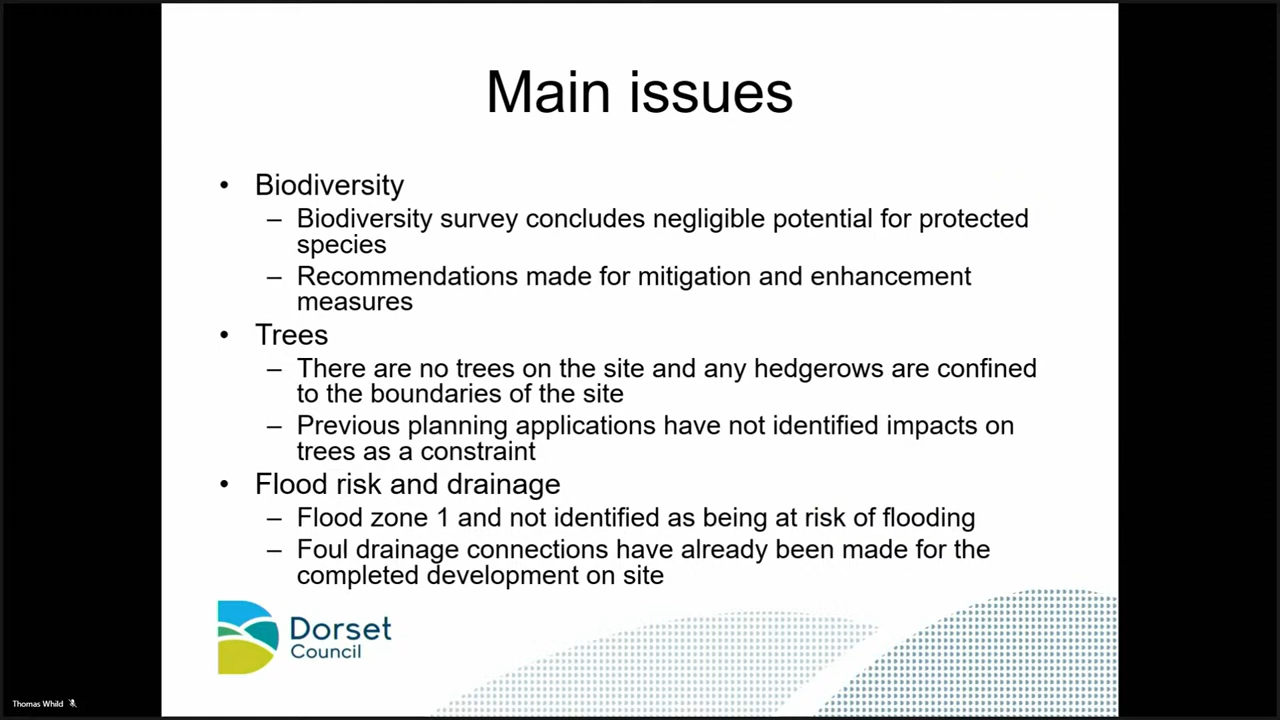 Main issues
• Biodiversity
– Biodiversity survey concludes negligible potential for protected
species
– Recommendations made for mitigation and enhancement
measures
• Trees
– There are no trees on the site and any hedgerows are confined
to the boundaries of the site
– Previous planning applications have not identified impacts on
trees as a constraint
• Flood risk and drainage
– Flood zone 1 and not identified as being at risk of flooding
– Foul drainage connections have already been made for the
completed development on site
Dorset
Council
Thomas Whild